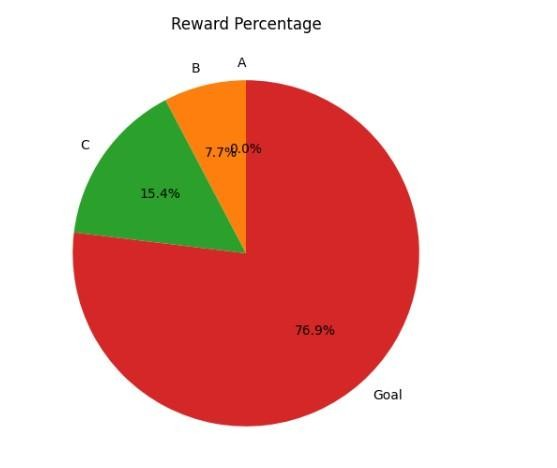 Reward Percentage
A
B
C
7.7%
0.0%
15.4%
76.9%
Goal